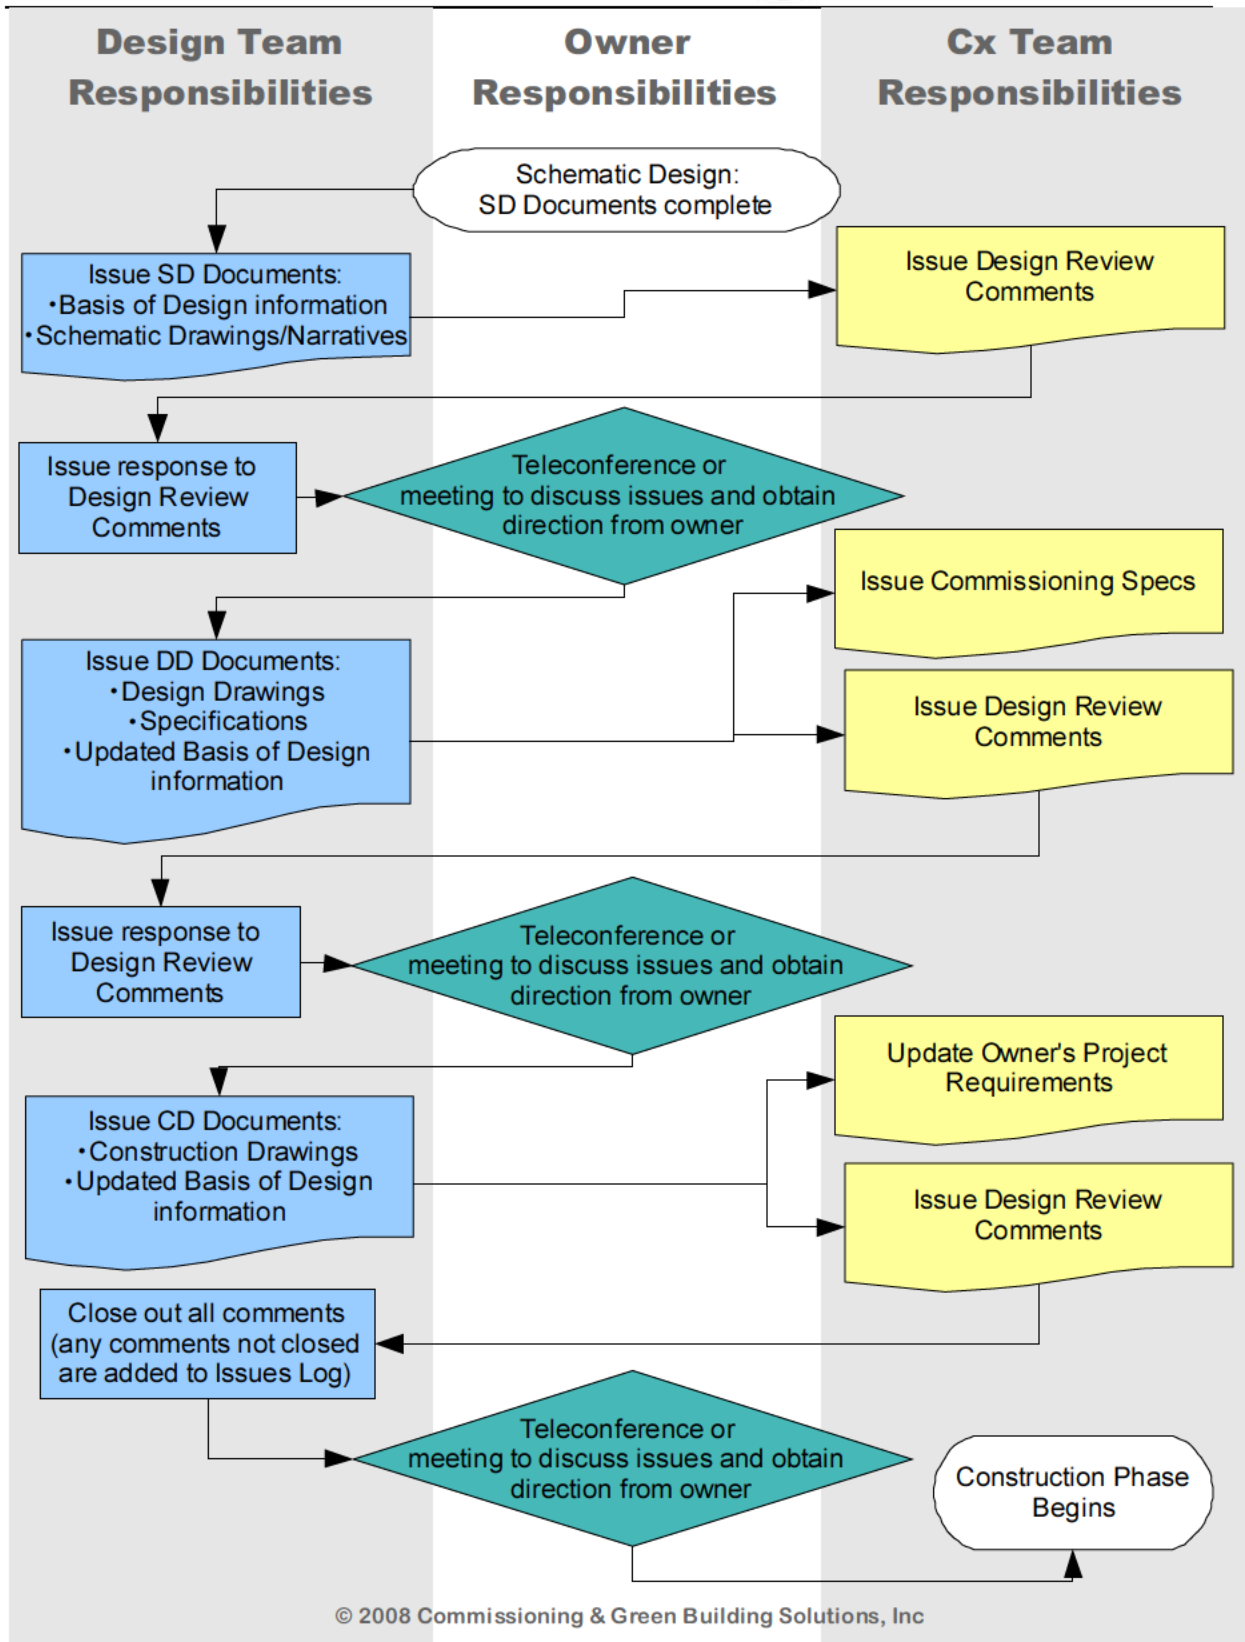 Design Team
Responsibilities
Owner
Responsibilities
Cx Team
Responsibilities
Schematic Design:
SD Documents complete
Issue SD Documents:
•Basis of Design information
•Schematic Drawings/Narratives
Issue Design Review
Comments
Issue response to
Design Review
Comments
Teleconference or
meeting to discuss issues and obtain
direction from owner
Issue Commissioning Specs
Issue DD Documents:
•Design Drawings
•Specifications
•Updated Basis of Design
information
Issue Design Review
Comments
Issue response to
Design Review
Comments
Teleconference or
meeting to discuss issues and obtain
direction from owner
Update Owner's Project
Requirements
Issue CD Documents:
•Construction Drawings
•Updated Basis of Design
information
Issue Design Review
Comments
Close out all comments
(any comments not closed
are added to Issues Log)
Teleconference or
meeting to discuss issues and obtain
direction from owner
Construction Phase
Begins
© 2008 Commissioning & Green Building Solutions, Inc